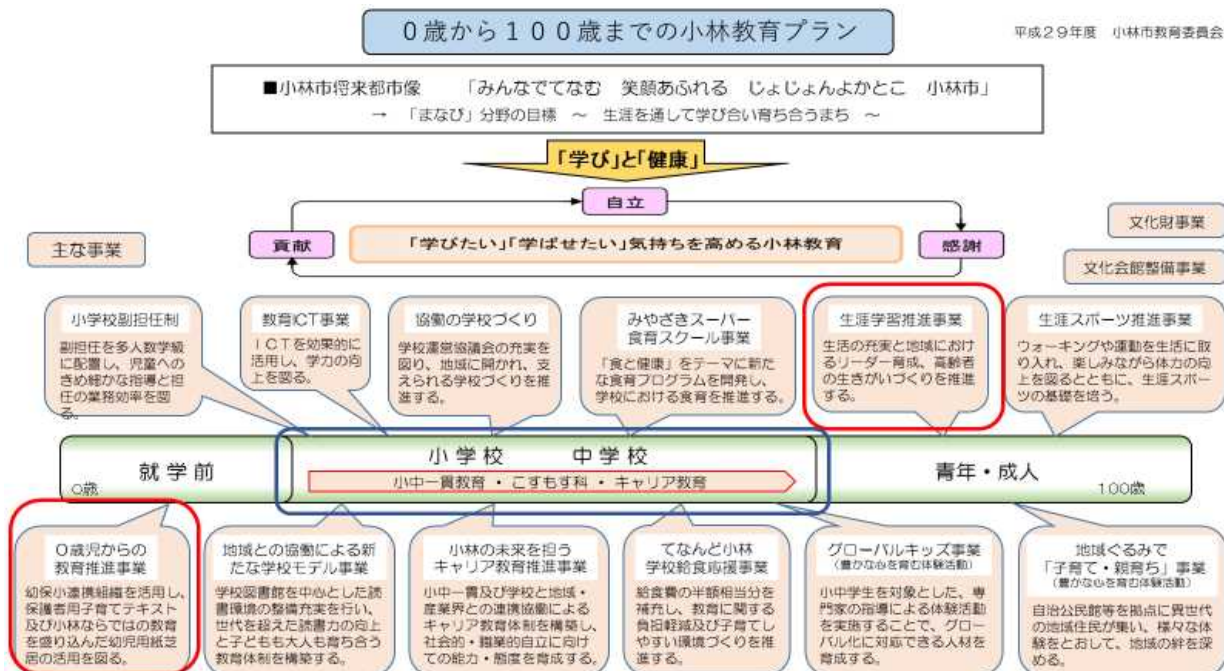 0歳から100歳までの小林教育プラン
平成29年度　小林市教育委員会
■小林市将来都市像　「みんなでてなむ　笑顔あふれる　じょじょんよかとこ　小林市」
→　「まなび」分野の目標　～　生涯を通して学び合い育ち合うまち　～
「学び」と「健康」
自立
貢献
「学びたい」「学ばせたい」気持ちを高める小林教育
感謝
主な事業
文化財事業
文化会館整備事業
小学校副担任制
副担任を多人数学級
に配置し、児童への
きめ細かな指導と担
任の業務効率を図
る。
教育ICT事業
ICTを効果的に
活用し、学力の向
上を図る。
協働の学校づくり
学校運営協議会の充実を
図り、地域に開かれ、支
えられる学校づくりを推
進する。
みやざきスーパー
食育スクール事業
「食と健康」をテーマに新た
な食育プログラムを開発し、
学校における食育を推進する。
生涯学習推進事業
生活の充実と地域にお
けるリーダー育成、高齢者
の生きがいづくりを推進
する。
生涯スポーツ推進事業
ウォーキングや運動を生活に取
り入れ、楽しみながら体力の向
上を図るとともに、生涯スポー
ツの基礎を培う。
就学前
0歳
小学校　中学校
小中一貫教育・こすもす科・キャリア教育
青年・成人
100歳
0歳児からの
教育推進事業
幼保小連携組織を活用し、
保護者用子育てテキスト
及び小林ならではの教育
を盛り込んだ幼児用紙芝
居の活用を図る。
地域との協働による新
たな学校モデル事業
学校図書館を中心とした読
書環境の整備充実を行い、
世代を超えた読書力の向上
と子どもも大人も育ち合う
教育体制を構築する。
小林の未来を担う
キャリア教育推進事業
小中一貫及び学校と地域・
産業界との連携協働による
キャリア教育体制を構築し、
社会的・職業的自立に向け
ての能力・態度を育成する。
てなんど小林
学校給食応援事業
給食費の半額相当分を
補充し、教育に関する
負担軽減及び子育てし
やすい環境づくりを推
進する。
グローバルキッズ事業
（豊かな心を育む体験活動）
小中学生を対象とした、専
門家の指導による体験活動
を実施することで、グロー
バル化に対応できる人材を
育成する。
地域ぐるみで
「子育て・親育ち」事業
（豊かな心を育む体験活動）
自治公民館等を拠点に異世代
の地域住民が集い、様々な体
験をとおして、地域の絆を深
める。